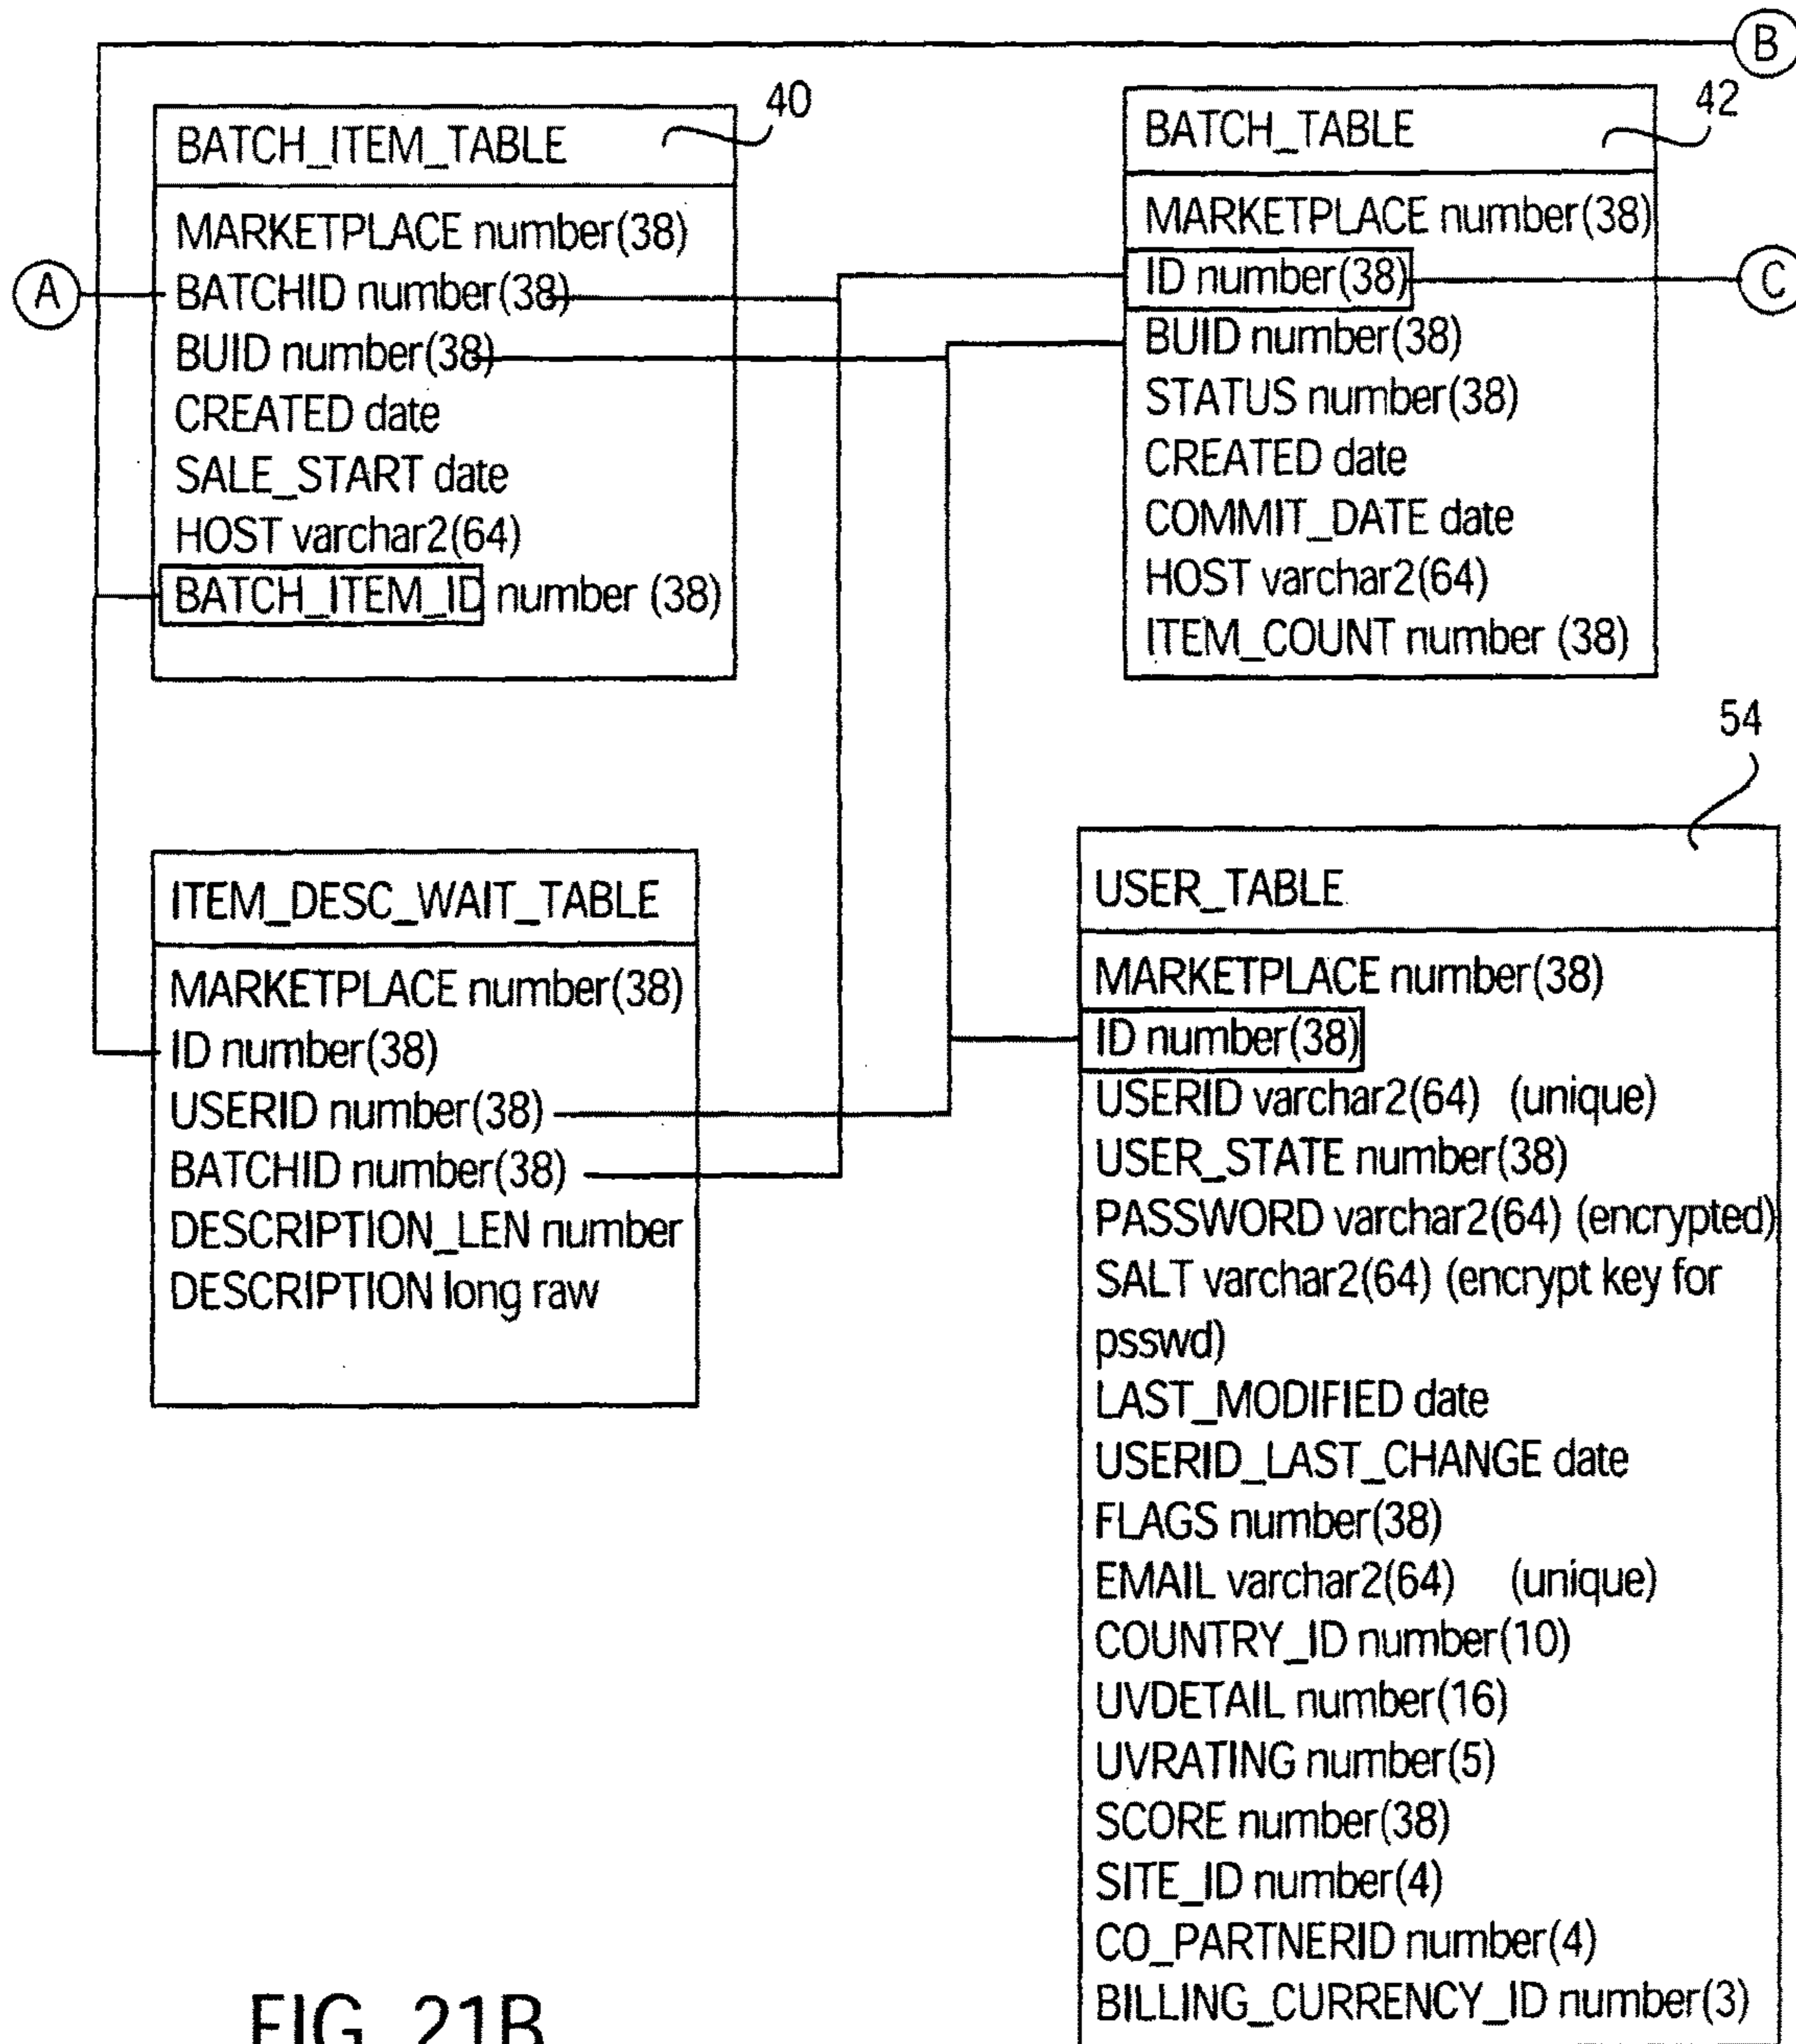 B
40
BATCH_ITEM_TABLE
MARKETPLACE number(38)
A
BATCHID number(38)
BUID number(38)
CREATED date
SALE_START date
HOST varchar2(64)
BATCH_ITEM_ID number (38)
42
BATCH_TABLE
MARKETPLACE number(38)
ID number(38)
C
BUID number(38)
STATUS number(38)
CREATED date
COMMIT_DATE date
HOST varchar2(64)
ITEM_COUNT number (38)
ITEM_DESC_WAIT_TABLE
MARKETPLACE number(38)
ID number(38)
USERID number(38)
BATCHID number(38)
DESCRIPTION_LEN number
DESCRIPTION long raw
54
USER_TABLE
MARKETPLACE number(38)
ID number(38)
USERID varchar2(64) (unique)
USER_STATE number(38)
PASSWORD varchar2(64) (encrypted)
SALT varchar2(64) (encrypt key for
psswd)
LAST_MODIFIED date
USERID_LAST_CHANGE date
FLAGS number(38)
EMAIL varchar2(64) (unique)
COUNTRY_ID number(10)
UVDETAIL number(16)
UVRATING number(5)
SCORE number(38)
SITE_ID number(4)
CO_PARTNERID number(4)
BILLING_CURRENCY_ID number(3)
FIG. 21B